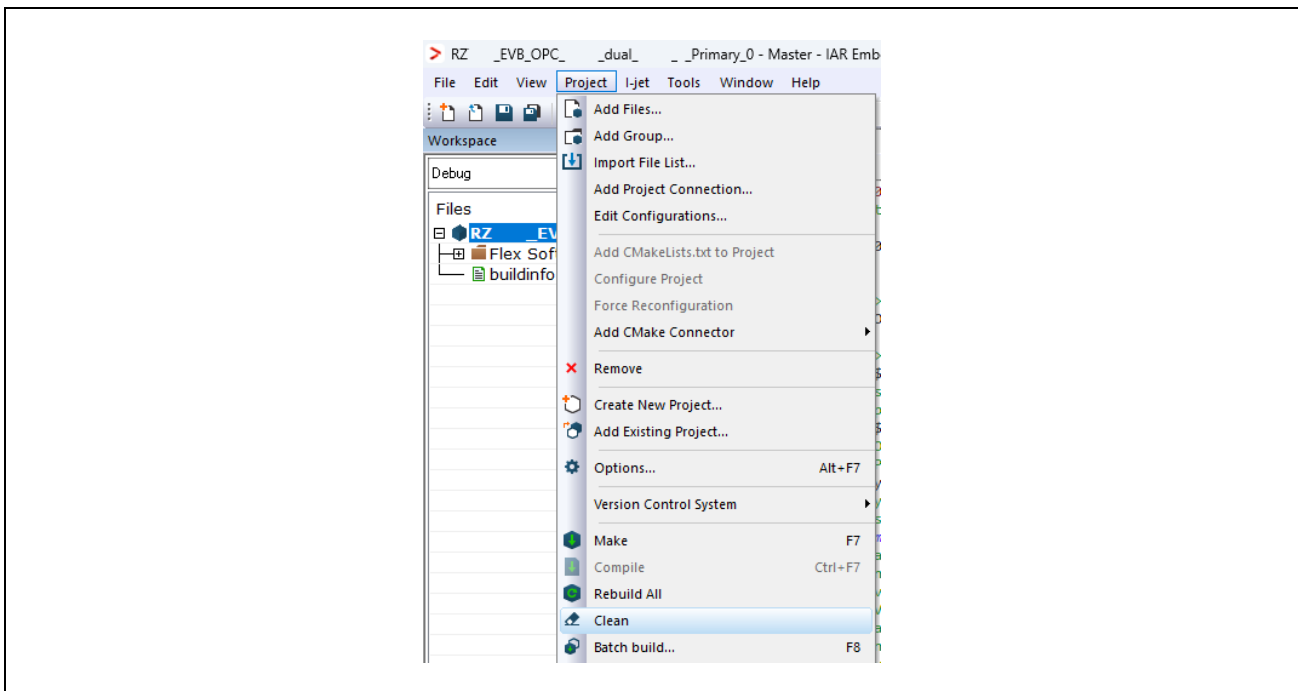 RZ _EVB_OPC_ _dual_ _ _Primary_0 - Master - IAR Emb
File Edit View Project I-jet Tools Window Help
Workspace
Debug
Files
RZ _EV
Flex Sof
buildinfo
Add Files...
Add Group...
Import File List...
Add Project Connection...
Edit Configurations...
Add CMakeLists.txt to Project
Configure Project
Force Reconfiguration
Add CMake Connector
Remove
Create New Project...
Add Existing Project...
Options... Alt+F7
Version Control System
Make F7
Compile Ctrl+F7
Rebuild All
Clean
Batch build... F8